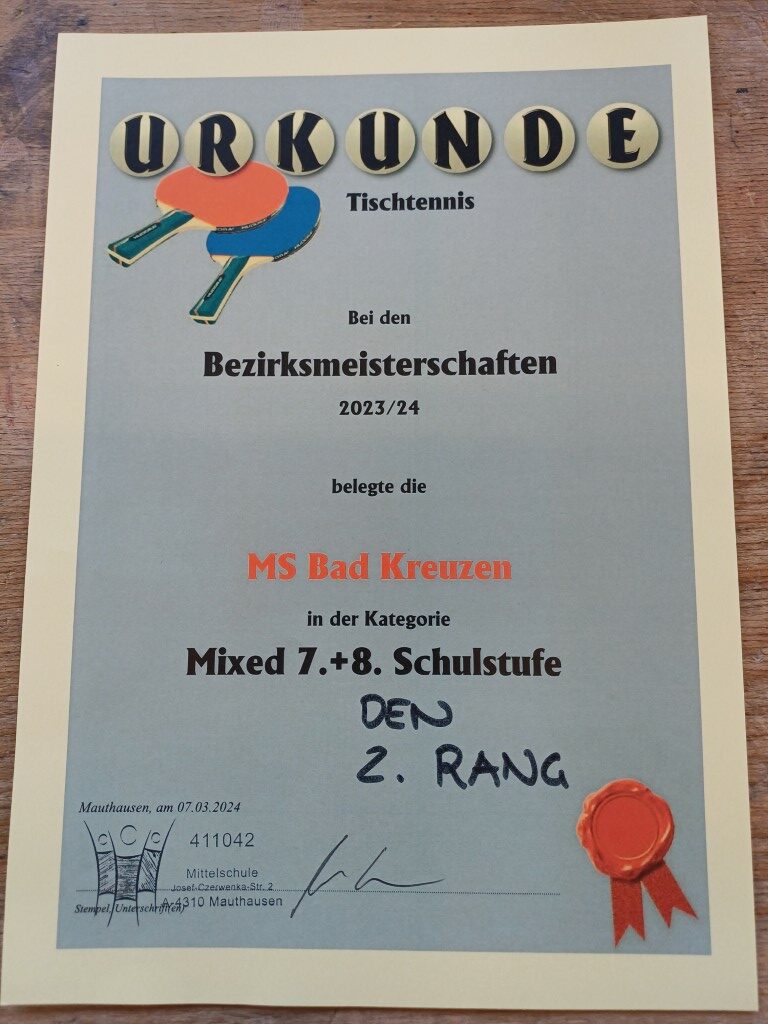 URKUNDE
Tischtennis
Bei den
Bezirksmeisterschaften
2023/24
belegte die
MS Bad Kreuzen
in der Kategorie
Mixed 7.+8. Schulstufe
DEN
2. RANG
Mauthausen, am 07.03.2024
411042
Mittelschule
Josef-Czerwenka-Str. 2
A-4310 Mauthausen
Stempel, Unterschrift(en)